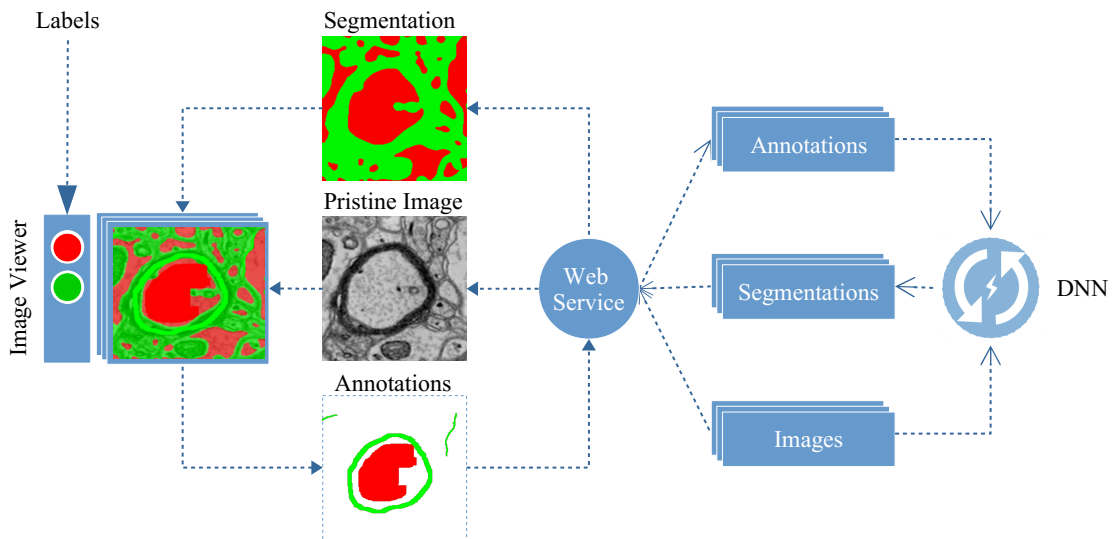 Labels
Segmentation
Image Viewer
Pristine Image
Annotations
Web
Service
Annotations
Segmentations
Images
DNN